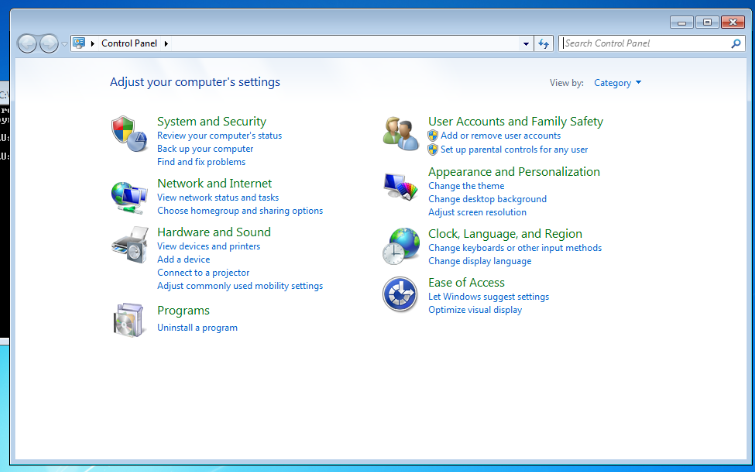 Control Panel
Search Control Panel
Adjust your computer's settings
View by: Category
System and Security
Review your computer's status
Back up your computer
Find and fix problems
Network and Internet
View network status and tasks
Choose homegroup and sharing options
Hardware and Sound
View devices and printers
Add a device
Connect to a projector
Adjust commonly used mobility settings
Programs
Uninstall a program
User Accounts and Family Safety
Add or remove user accounts
Set up parental controls for any user
Appearance and Personalization
Change the theme
Change desktop background
Adjust screen resolution
Clock, Language, and Region
Change keyboards or other input methods
Change display language
Ease of Access
Let Windows suggest settings
Optimize visual display